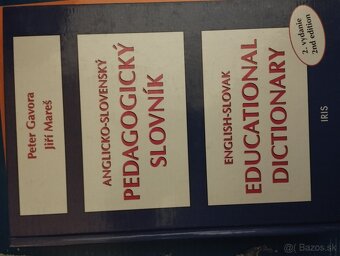 Peter Gavora
Jiří Mareš
ANGLICKO-SLOVENSKÝ
PEDAGOGICKÝ
SLOVNÍK
ENGLISH-SLOVAK
EDUCATIONAL
DICTIONARY
2. vydanie
2nd edition
IRIS
Bazos.sk